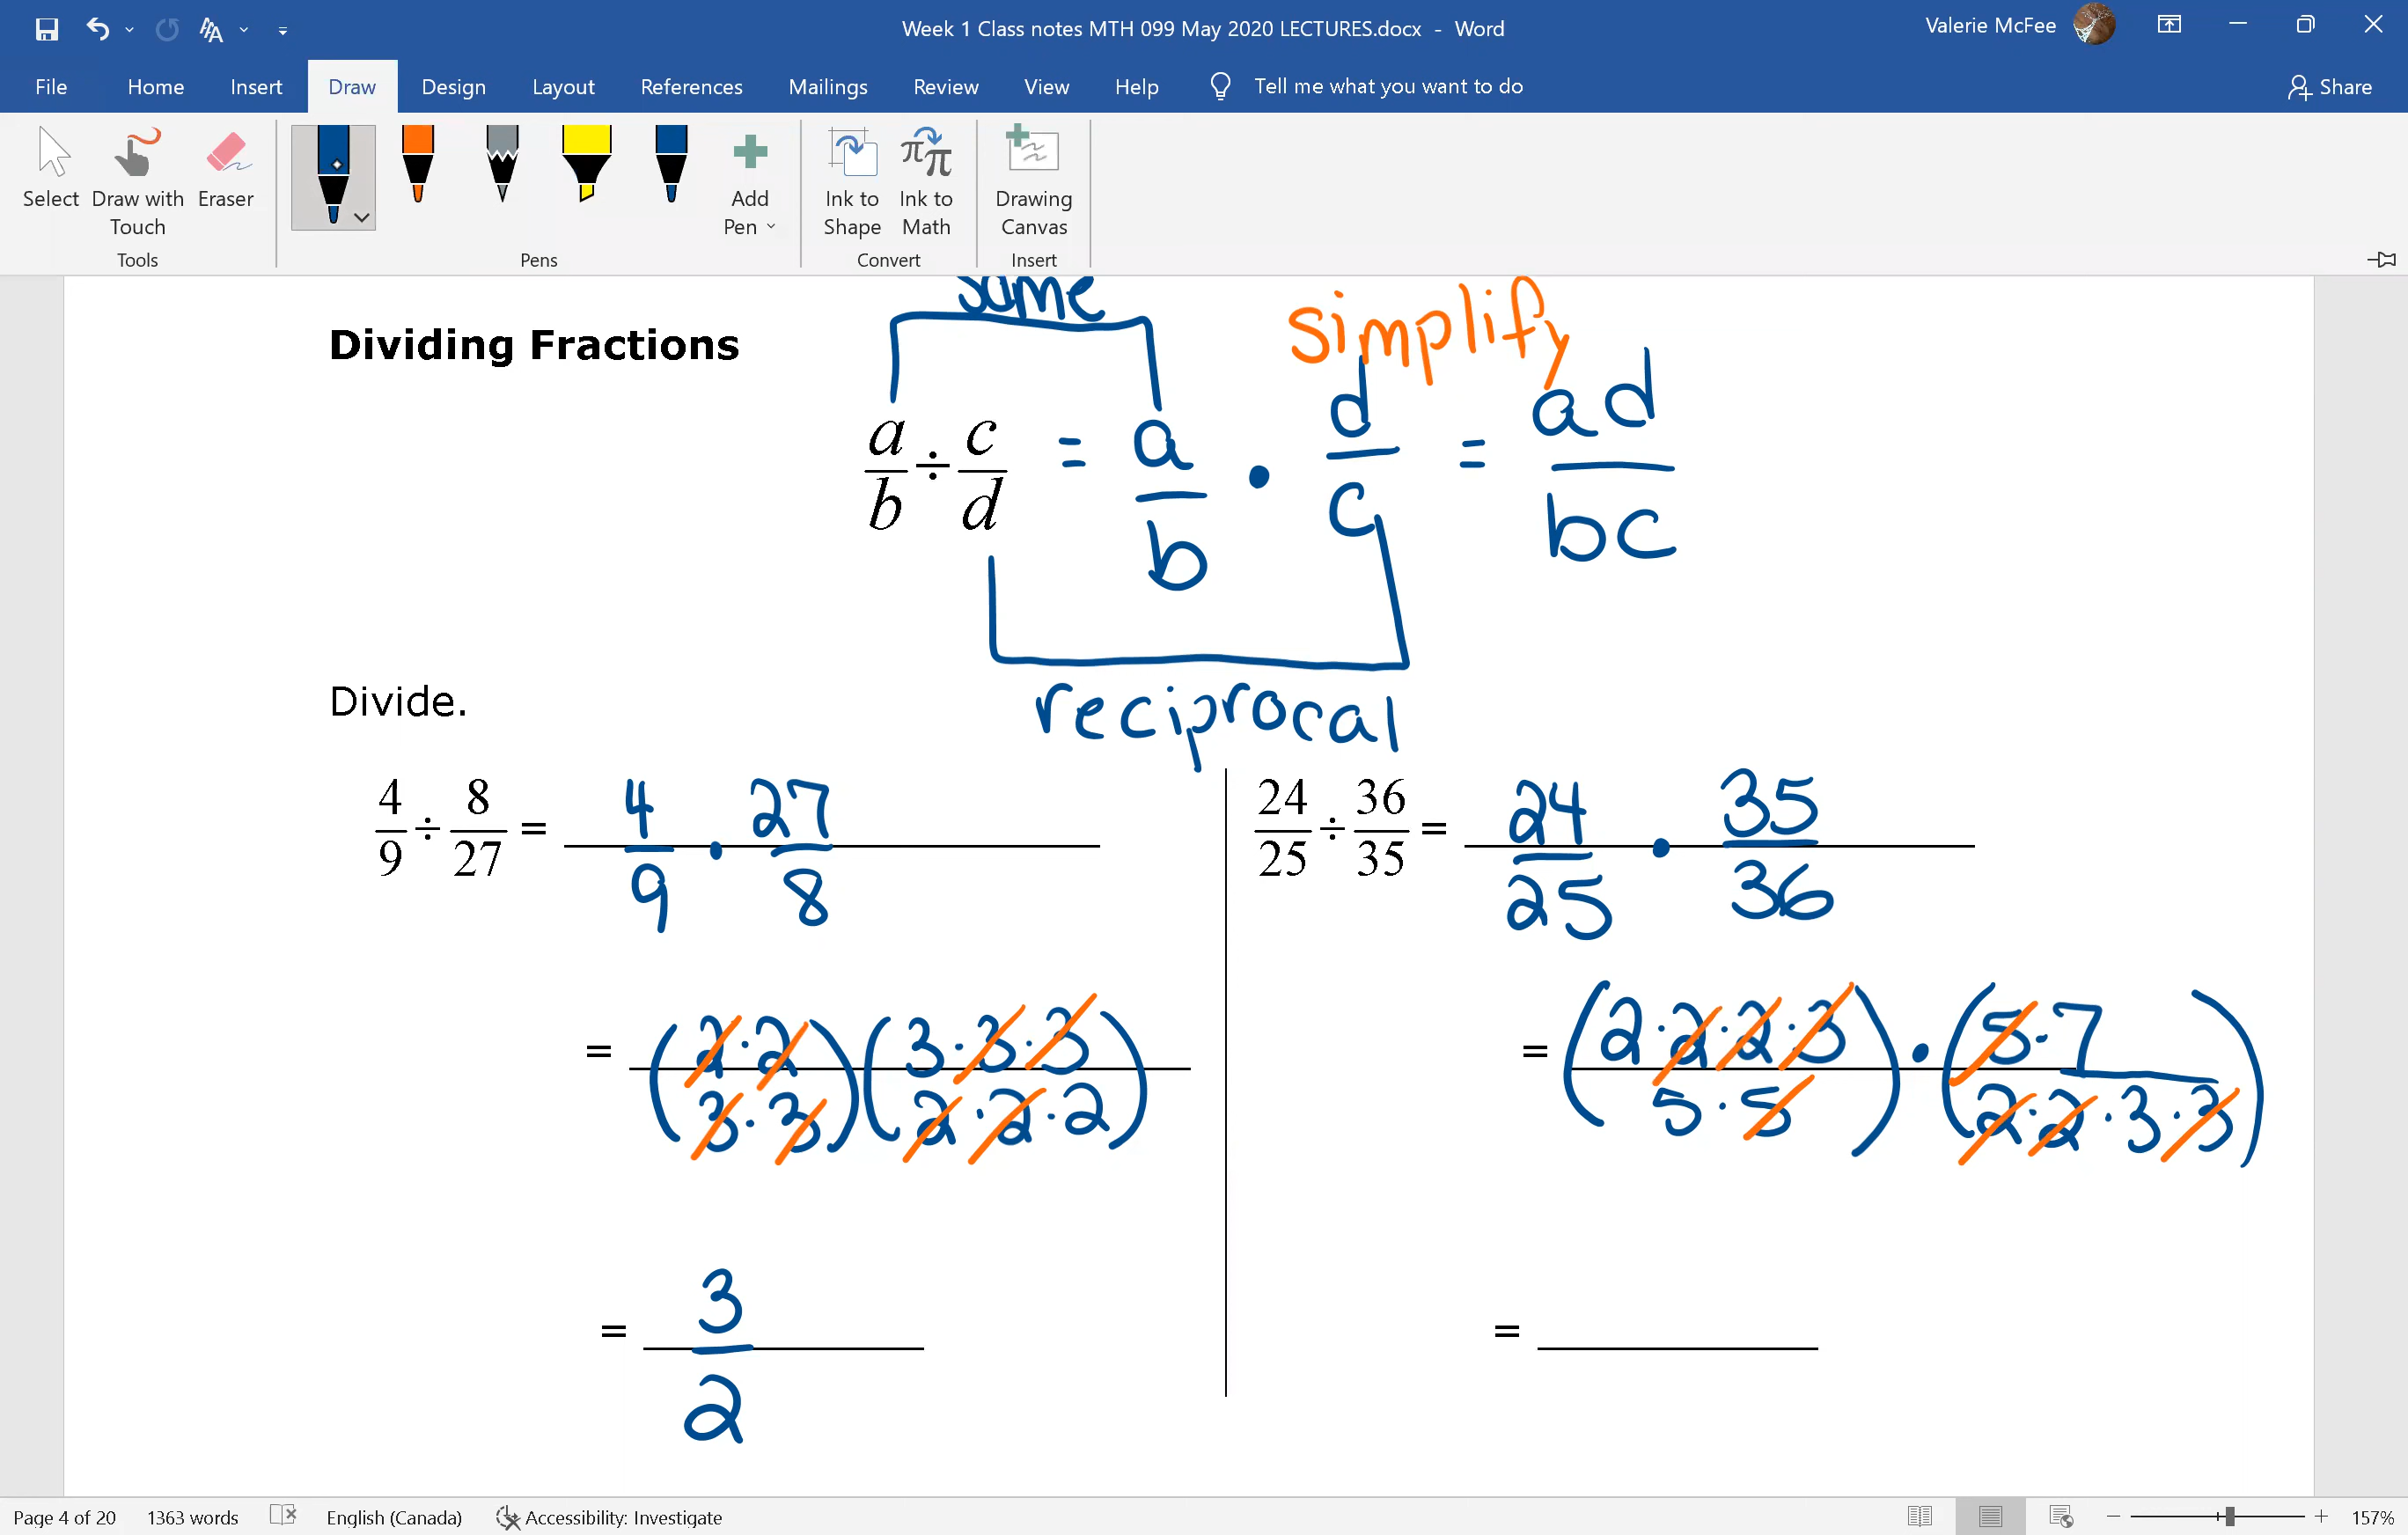 Week 1 Class notes MTH 099 May 2020 LECTURES.docx - Word
Valerie McFee
File Home Insert Draw Design Layout References Mailings Review View Help Tell me what you want to do Share
Select Draw with Touch Eraser Add Pen Ink to Shape Ink to Math Drawing Canvas
Tools Pens Convert Insert
same
simplify
Dividing Fractions
a/b ÷ c/d = a/b · d/c = ad/bc
reciprocal
Divide.
4/9 ÷ 8/27 = 4/9 · 27/8
= (2·2/3·3)(3·3·3/2·2·2)
= 3/2
24/25 ÷ 36/35 = 24/25 · 35/36
= (2·2·2·3/5·5) · (5·7/2·2·3·3)
=
Page 4 of 20 1363 words English (Canada) Accessibility: Investigate 157%